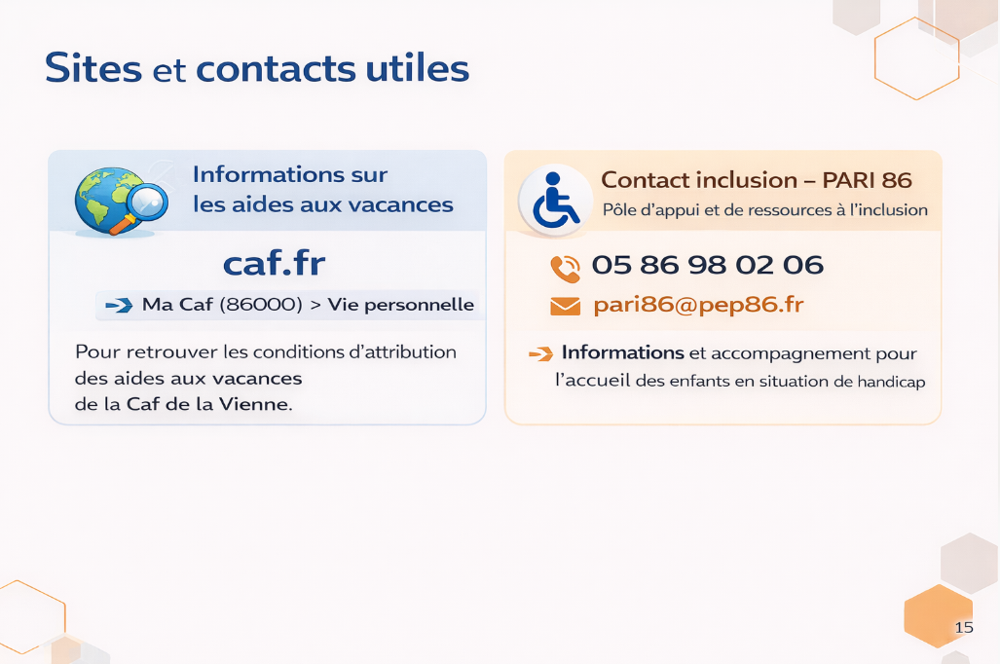 Sites et contacts utiles
Informations sur
les aides aux vacances
caf.fr
Ma Caf (86000) > Vie personnelle
Pour retrouver les conditions d'attribution
des aides aux vacances
de la Caf de la Vienne.
Contact inclusion – PARI 86
Pôle d'appui et de ressources à l'inclusion
05 86 98 02 06
pari86@pep86.fr
Informations et accompagnement pour
l'accueil des enfants en situation de handicap
15